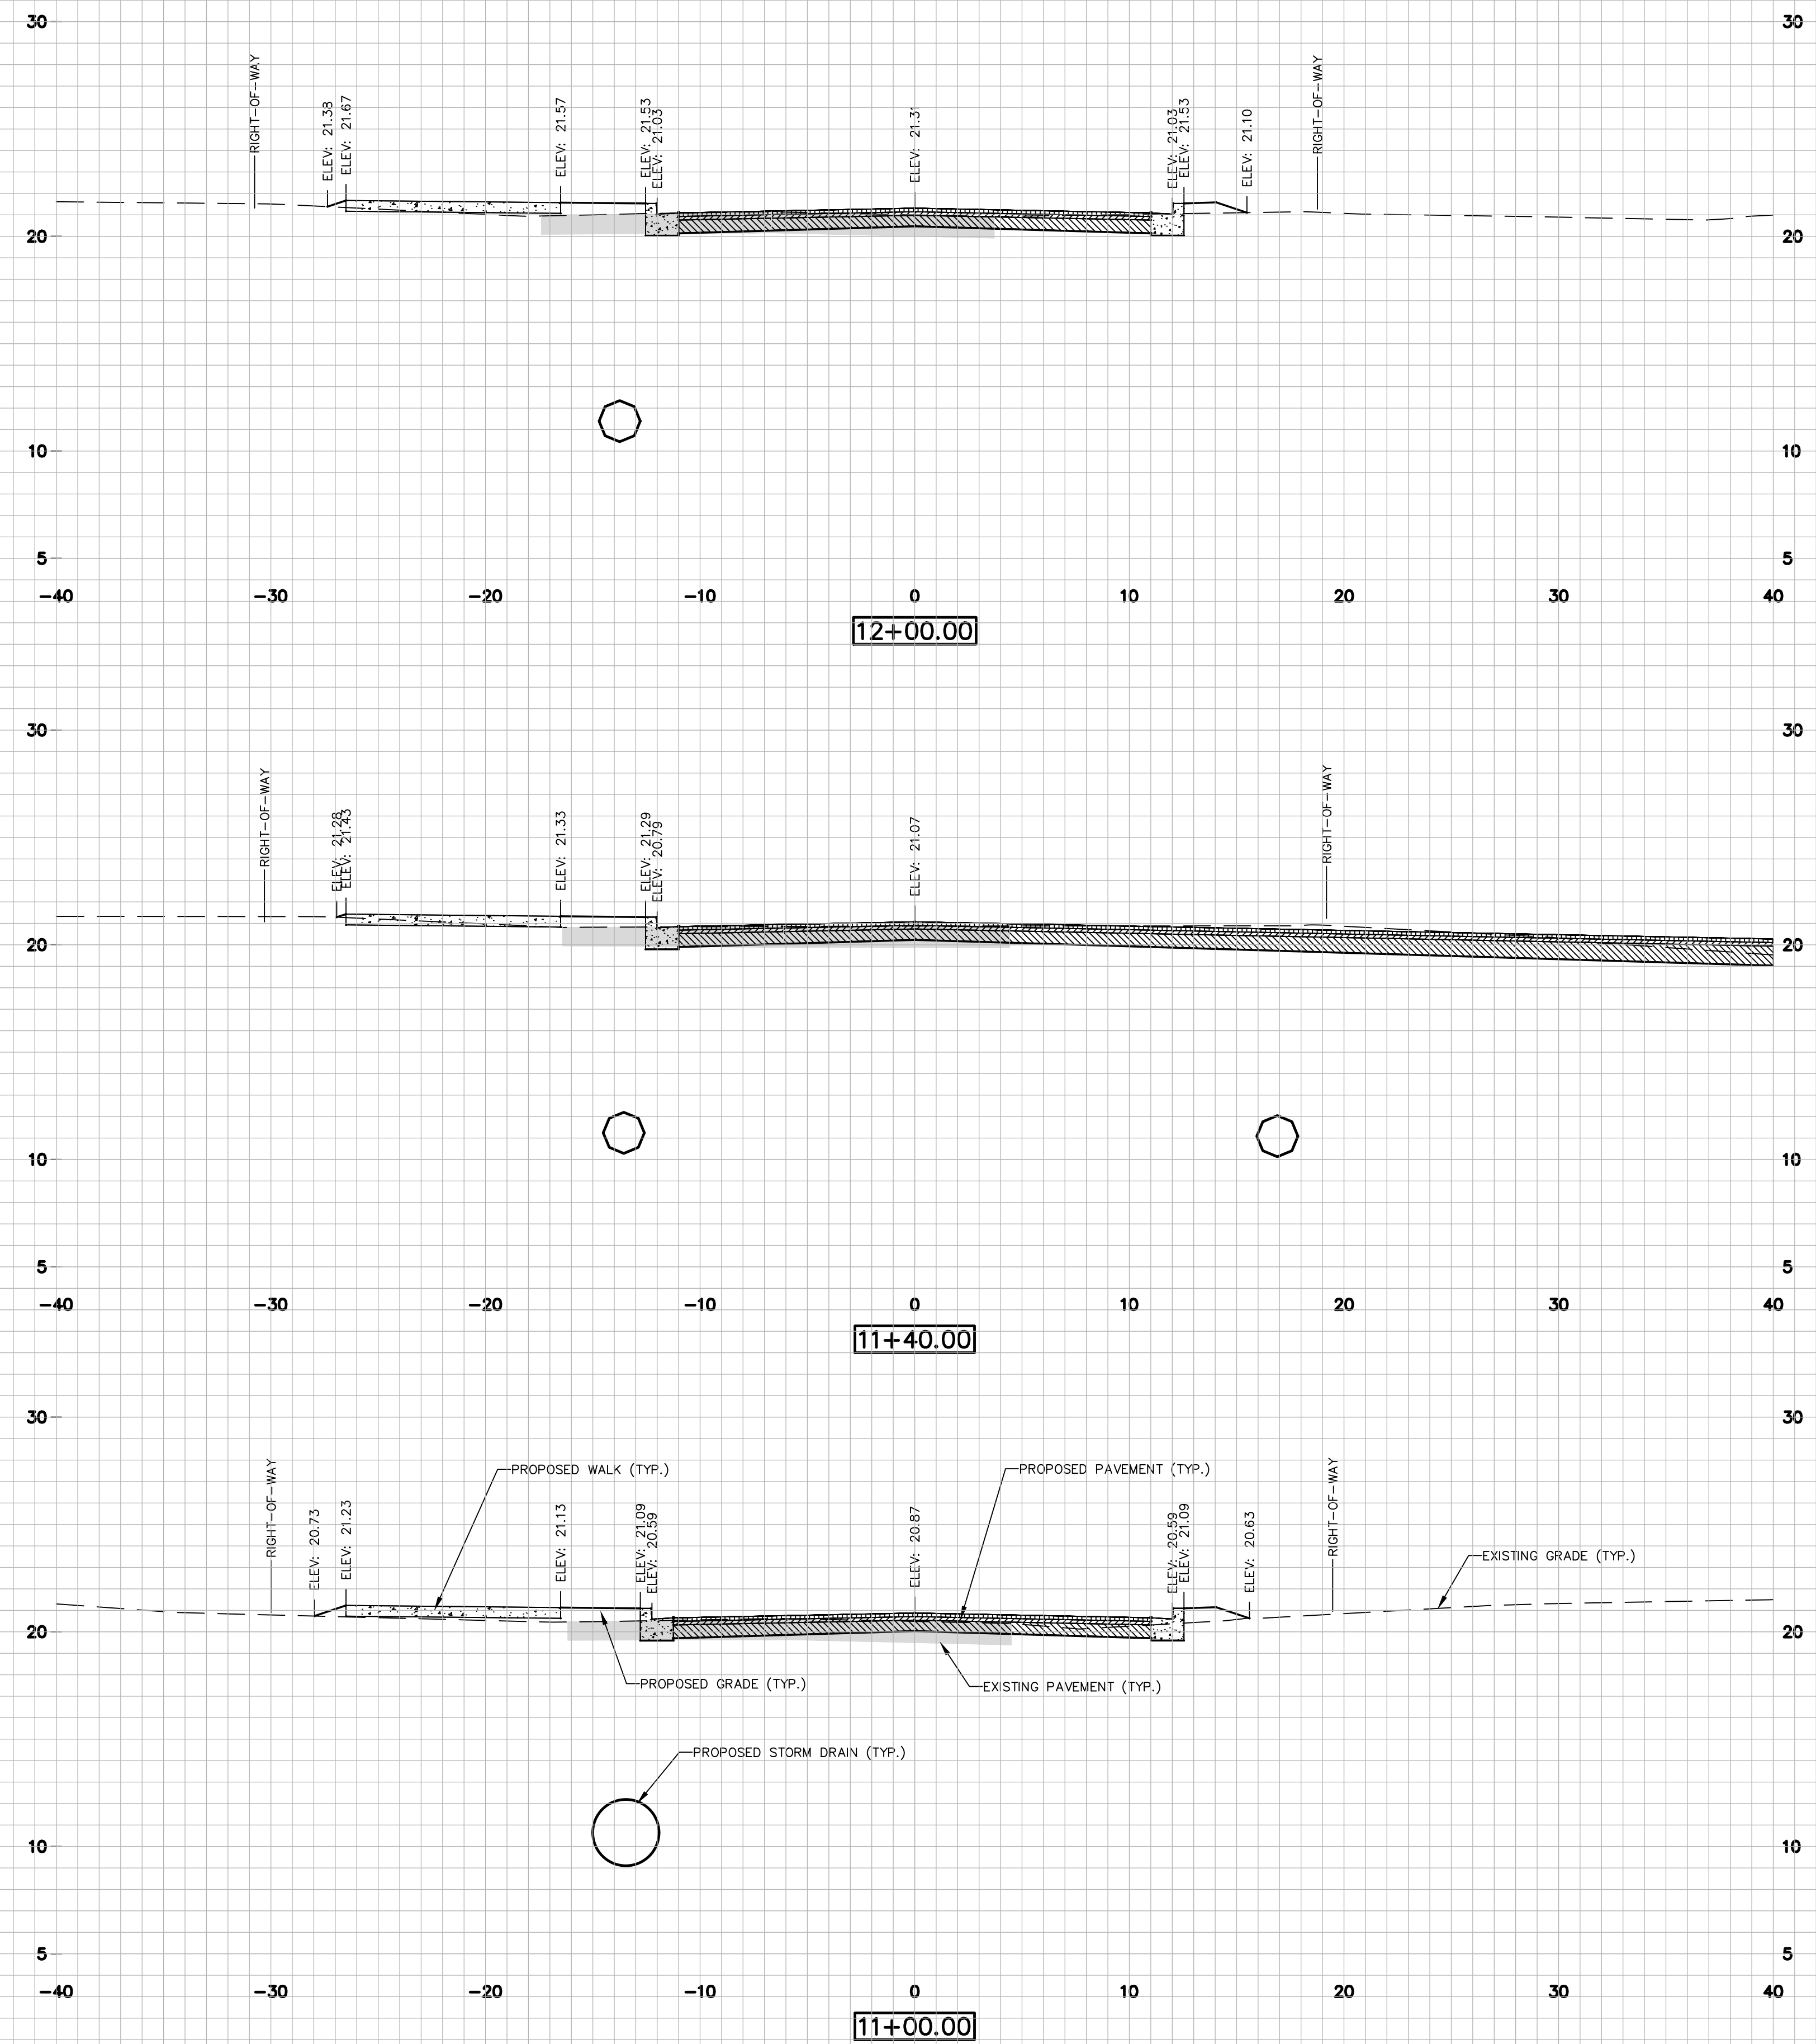 30 30
RIGHT-OF-WAY
ELEV: 21.38
ELEV: 21.67
ELEV: 21.57
ELEV: 21.53
ELEV: 21.03
ELEV: 21.31
ELEV: 21.03
ELEV: 21.53
ELEV: 21.10
RIGHT-OF-WAY
20 20
10 10
5 5
-40 -30 -20 -10 0 10 20 30 40
12+00.00
30 30
RIGHT-OF-WAY
ELEV: 21.28
ELEV: 21.43
ELEV: 21.33
ELEV: 21.29
ELEV: 20.79
ELEV: 21.07
RIGHT-OF-WAY
20 20
10 10
5 5
-40 -30 -20 -10 0 10 20 30 40
11+40.00
30 30
RIGHT-OF-WAY
ELEV: 20.73
ELEV: 21.23
PROPOSED WALK (TYP.)
ELEV: 21.13
ELEV: 21.09
ELEV: 20.59
ELEV: 20.87
PROPOSED PAVEMENT (TYP.)
ELEV: 20.59
ELEV: 21.09
ELEV: 20.63
RIGHT-OF-WAY
EXISTING GRADE (TYP.)
20 20
PROPOSED GRADE (TYP.)
EXISTING PAVEMENT (TYP.)
PROPOSED STORM DRAIN (TYP.)
10 10
5 5
-40 -30 -20 -10 0 10 20 30 40
11+00.00